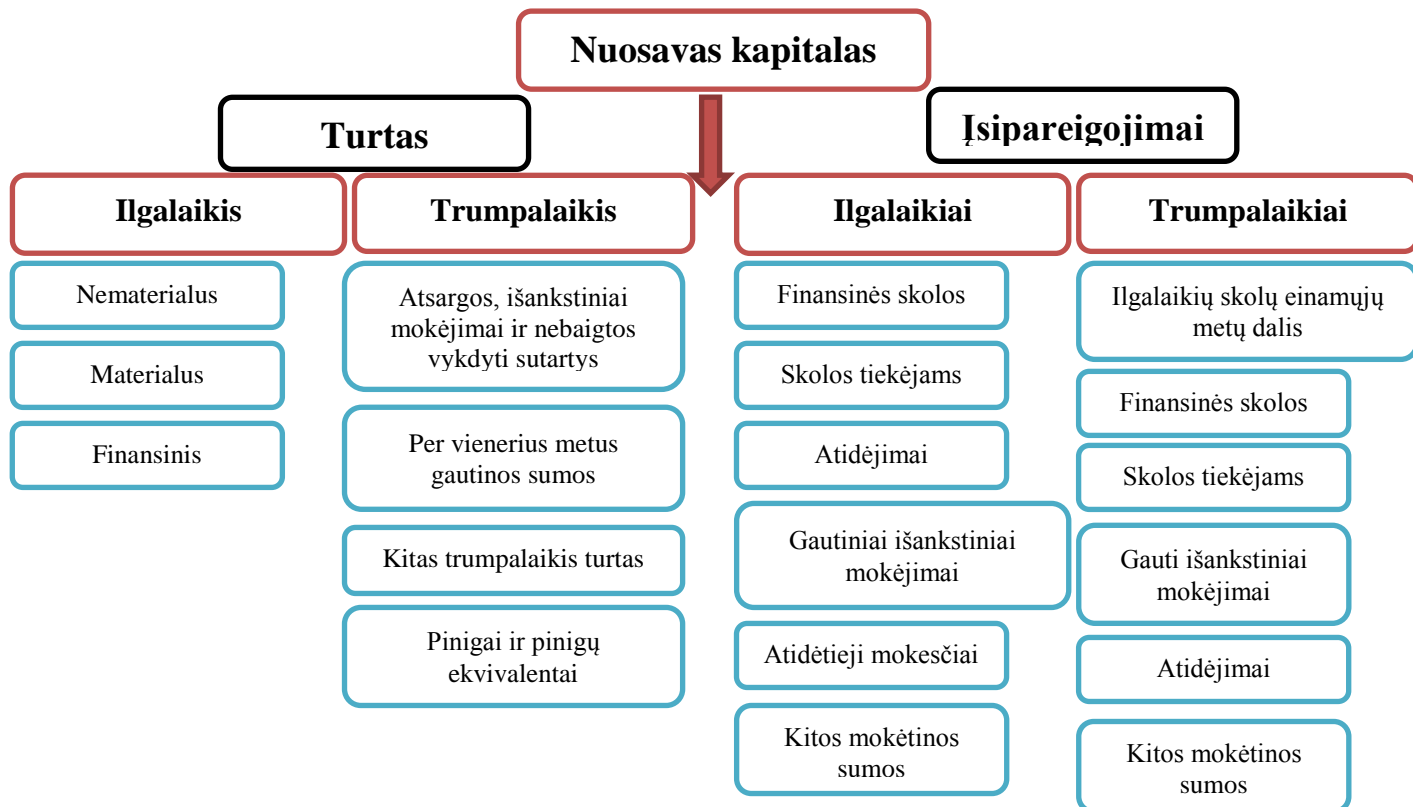 Nuosavas kapitalas
Turtas
Įsipareigojimai
Ilgalaikis
Trumpalaikis
Ilgalaikiai
Trumpalaikiai
Nematerialus
Materialus
Finansinis
Atsargos, išankstiniai
mokėjimai ir nebaigtos
vykdyti sutartys
Per vienerius metus
gautinos sumos
Kitas trumpalaikis turtas
Pinigai ir pinigų
ekvivalentai
Finansinės skolos
Skolos tiekėjams
Atidėjimai
Gautiniai išankstiniai
mokėjimai
Atidėtieji mokesčiai
Kitos mokėtinos
sumos
Ilgalaikių skolų einamųjų
metų dalis
Finansinės skolos
Skolos tiekėjams
Gauti išankstiniai
mokėjimai
Atidėjimai
Kitos mokėtinos
sumos